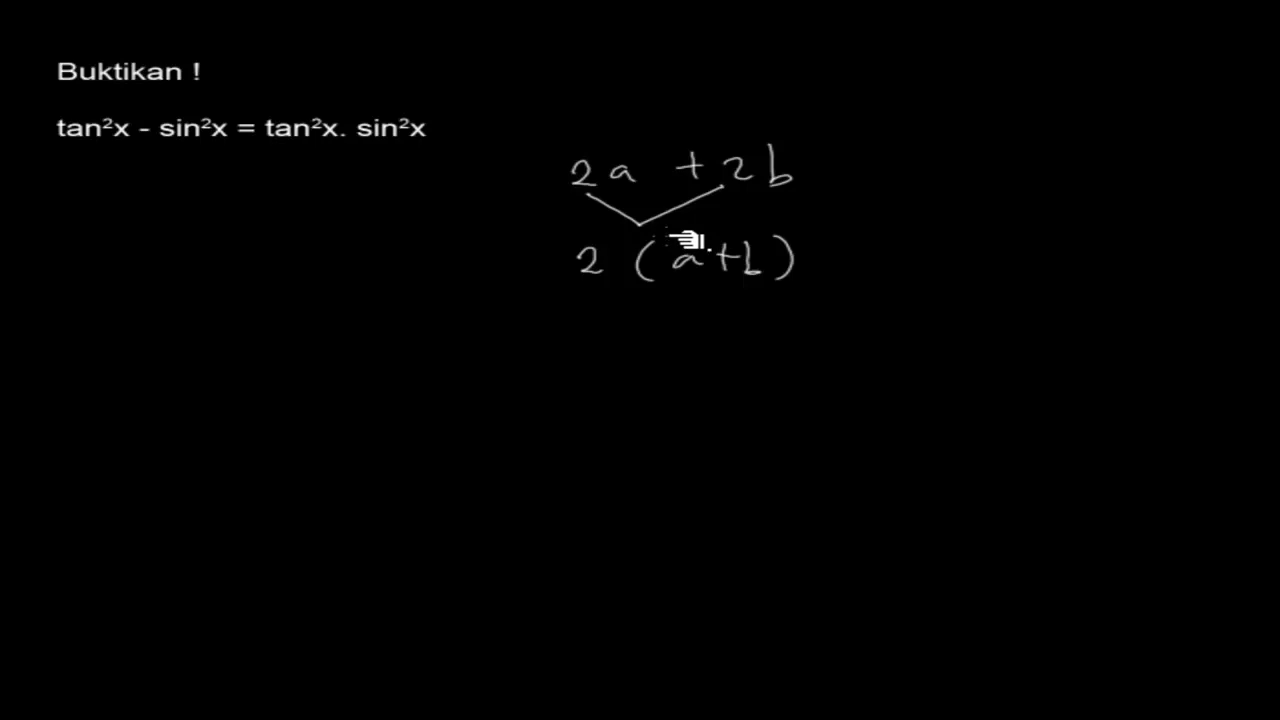 Buktikan !
tan²x - sin²x = tan²x. sin²x
2a + 2b
2 (a+b)